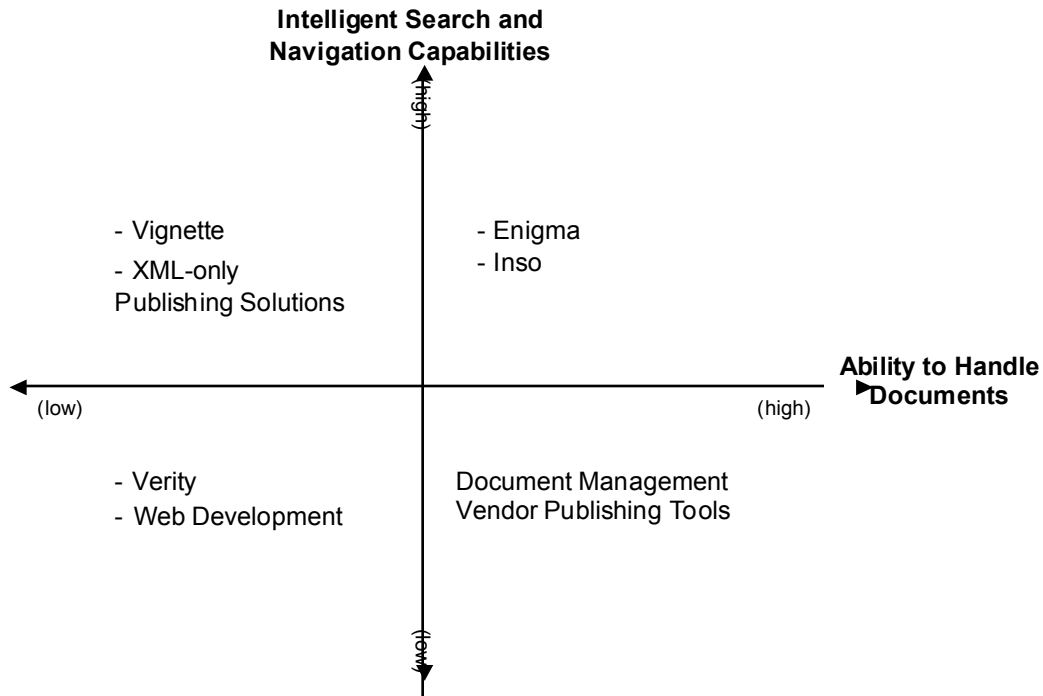 Intelligent Search and
Navigation Capabilities
(high)
- Vignette
- XML-only
Publishing Solutions
- Enigma
- Inso
Ability to Handle
Documents
(low)
(high)
- Verity
- Web Development
Document Management
Vendor Publishing Tools
(low)